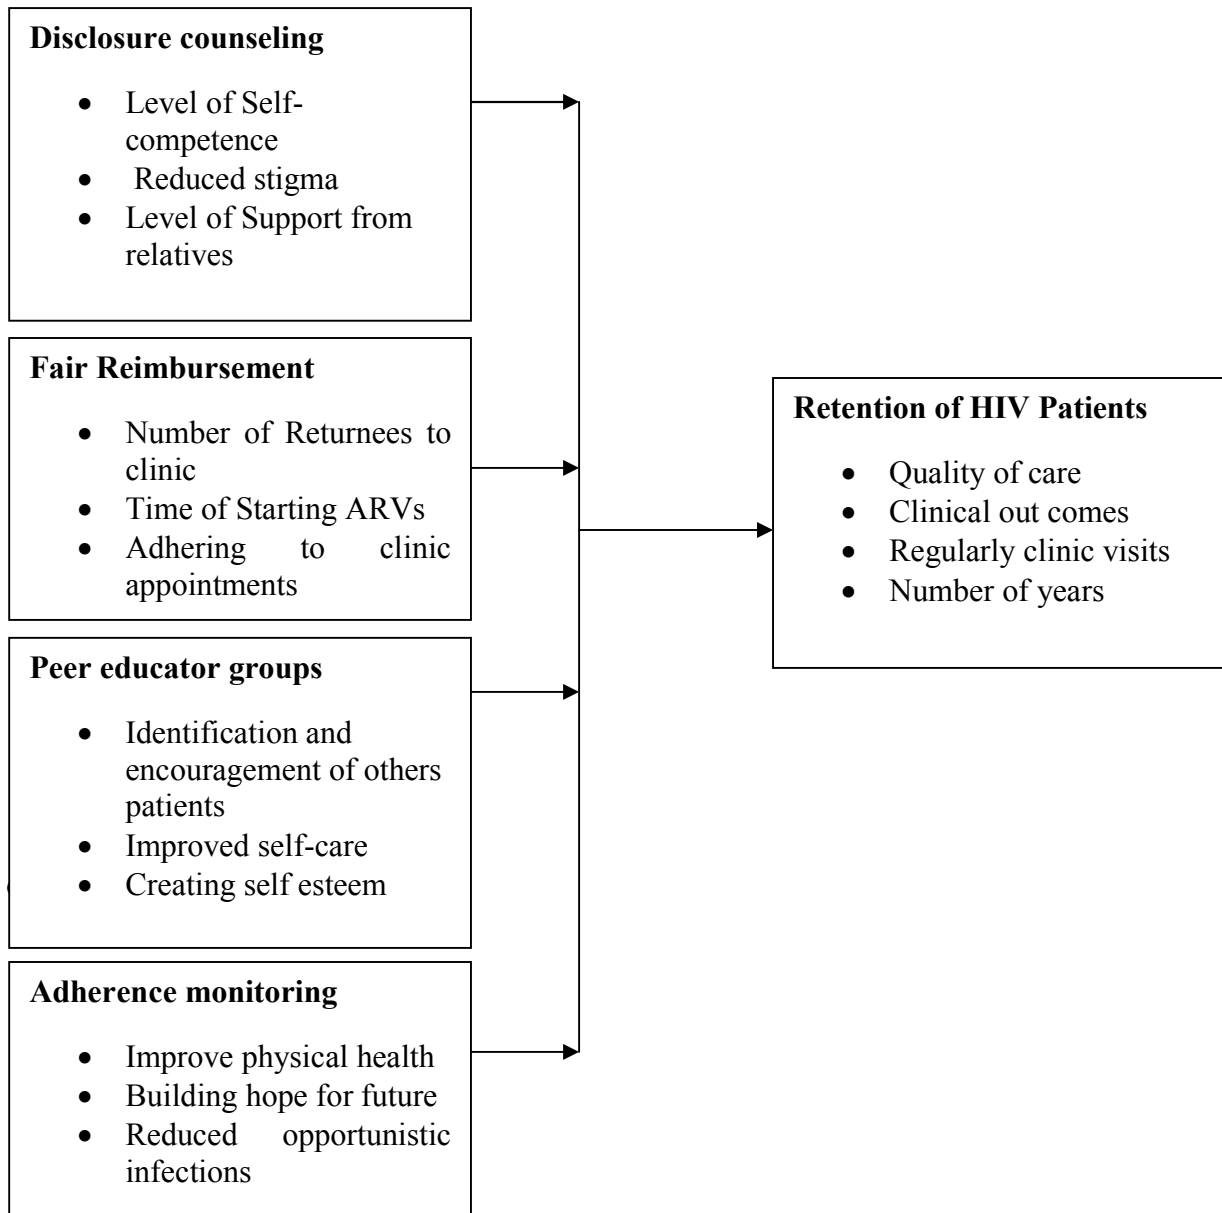 Disclosure counseling
• Level of Self-
competence
• Reduced stigma
• Level of Support from
relatives
Fair Reimbursement
• Number of Returnees to
clinic
• Time of Starting ARVs
• Adhering to clinic
appointments
Peer educator groups
• Identification and
encouragement of others
patients
• Improved self-care
• Creating self esteem
Adherence monitoring
• Improve physical health
• Building hope for future
• Reduced opportunistic
infections
Retention of HIV Patients
• Quality of care
• Clinical out comes
• Regularly clinic visits
• Number of years